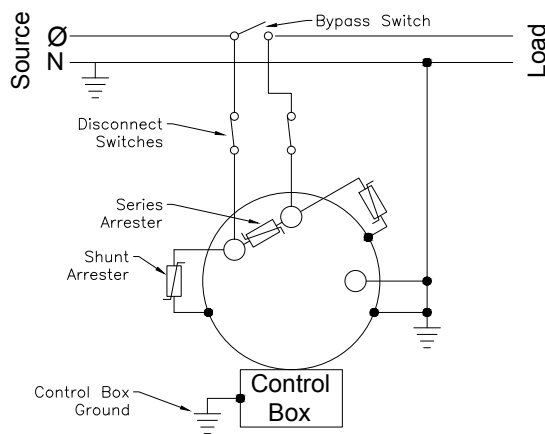 Source
Ø
N
Bypass Switch
Load
Disconnect
Switches
Series
Arrester
Shunt
Arrester
Control Box
Ground
Control
Box